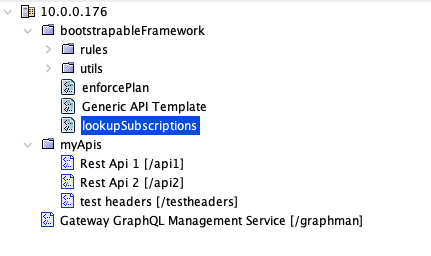 10.0.0.176
bootstrapableFramework
rules
utils
enforcePlan
Generic API Template
lookupSubscriptions
myApis
Rest Api 1 [/api1]
Rest Api 2 [/api2]
test headers [/testheaders]
Gateway GraphQL Management Service [/graphman]